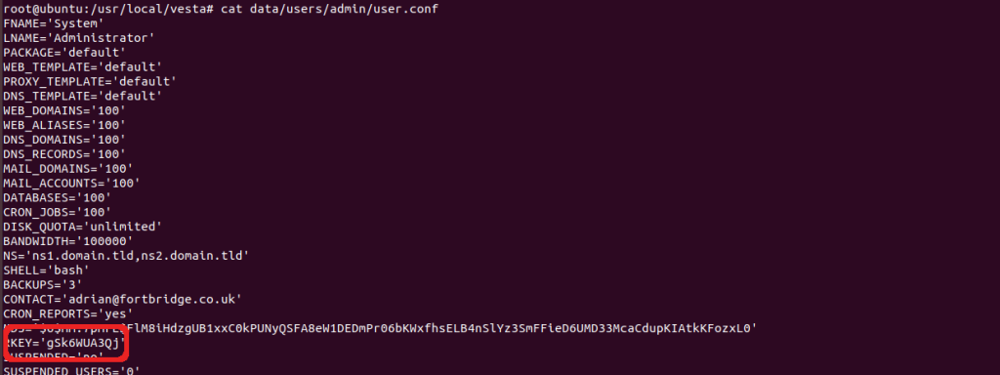 root@ubuntu:/usr/local/vesta# cat data/users/admin/user.conf
FNAME='System'
LNAME='Administrator'
PACKAGE='default'
WEB_TEMPLATE='default'
PROXY_TEMPLATE='default'
DNS_TEMPLATE='default'
WEB_DOMAINS='100'
WEB_ALIASES='100'
DNS_DOMAINS='100'
DNS_RECORDS='100'
MAIL_DOMAINS='100'
MAIL_ACCOUNTS='100'
DATABASES='100'
CRON_JOBS='100'
DISK_QUOTA='unlimited'
BANDWIDTH='100000'
NS='ns1.domain.tld,ns2.domain.tld'
SHELL='bash'
BACKUPS='3'
CONTACT='adrian@fortbridge.co.uk'
CRON_REPORTS='yes'
RKEY='gSk6WUA3Qj'
SUSPENDED='no'
SUSPENDED_USERS='0'